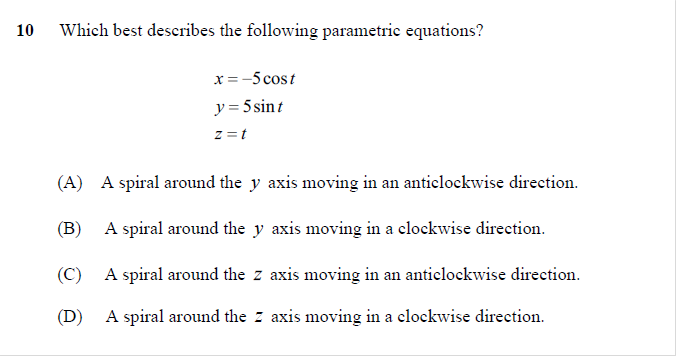 10 Which best describes the following parametric equations?
x = −5 cos t
y = 5 sin t
z = t
(A) A spiral around the y axis moving in an anticlockwise direction.
(B) A spiral around the y axis moving in a clockwise direction.
(C) A spiral around the z axis moving in an anticlockwise direction.
(D) A spiral around the z axis moving in a clockwise direction.